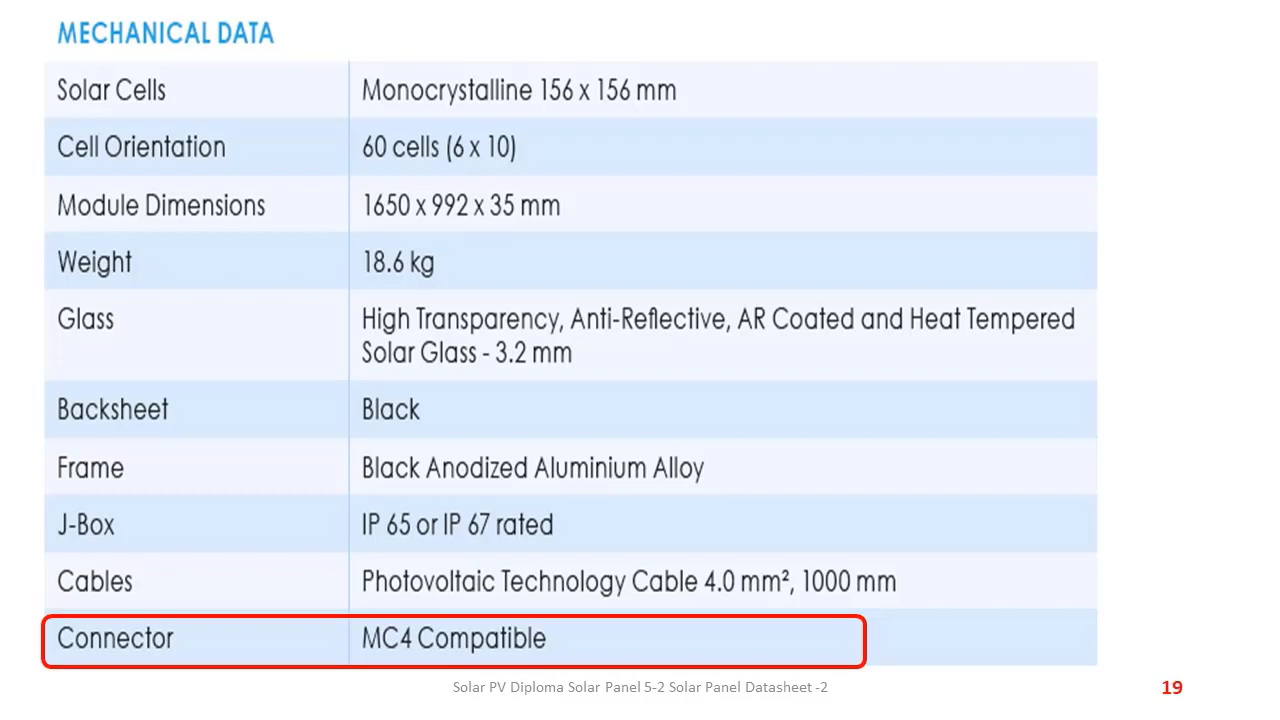 MECHANICAL DATA
Solar Cells Monocrystalline 156 x 156 mm
Cell Orientation 60 cells (6 x 10)
Module Dimensions 1650 x 992 x 35 mm
Weight 18.6 kg
Glass High Transparency, Anti-Reflective, AR Coated and Heat Tempered
Solar Glass - 3.2 mm
Backsheet Black
Frame Black Anodized Aluminium Alloy
J-Box IP 65 or IP 67 rated
Cables Photovoltaic Technology Cable 4.0 mm², 1000 mm
Connector MC4 Compatible
Solar PV Diploma Solar Panel 5-2 Solar Panel Datasheet -2
19